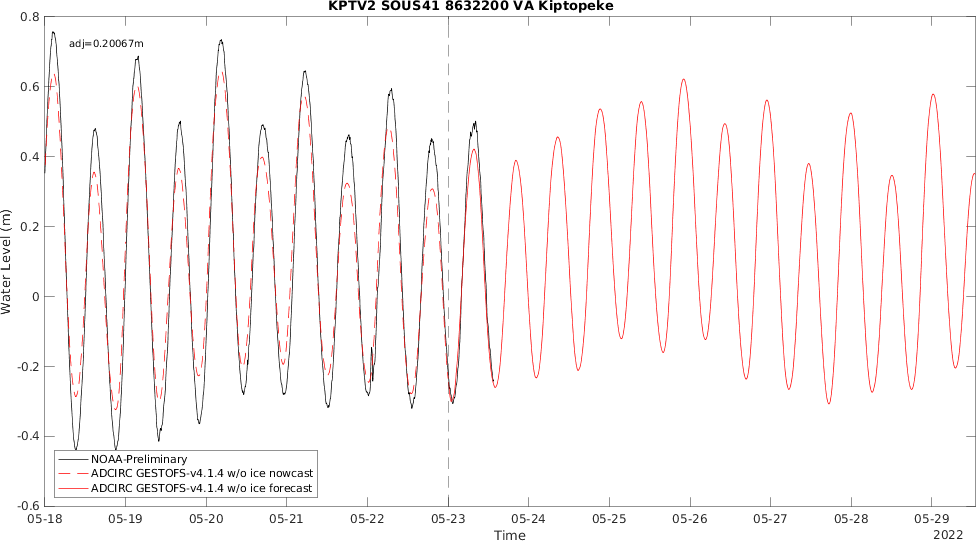 KPTV2 SOUS41 8632200 VA Kiptopeke
adj=0.20067m
0.8
0.6
0.4
0.2
0
-0.2
-0.4
-0.6
Water Level (m)
NOAA-Preliminary
ADCIRC GESTOFS-v4.1.4 w/o ice nowcast
ADCIRC GESTOFS-v4.1.4 w/o ice forecast
05-18 05-19 05-20 05-21 05-22 05-23 05-24 05-25 05-26 05-27 05-28 05-29
Time
2022